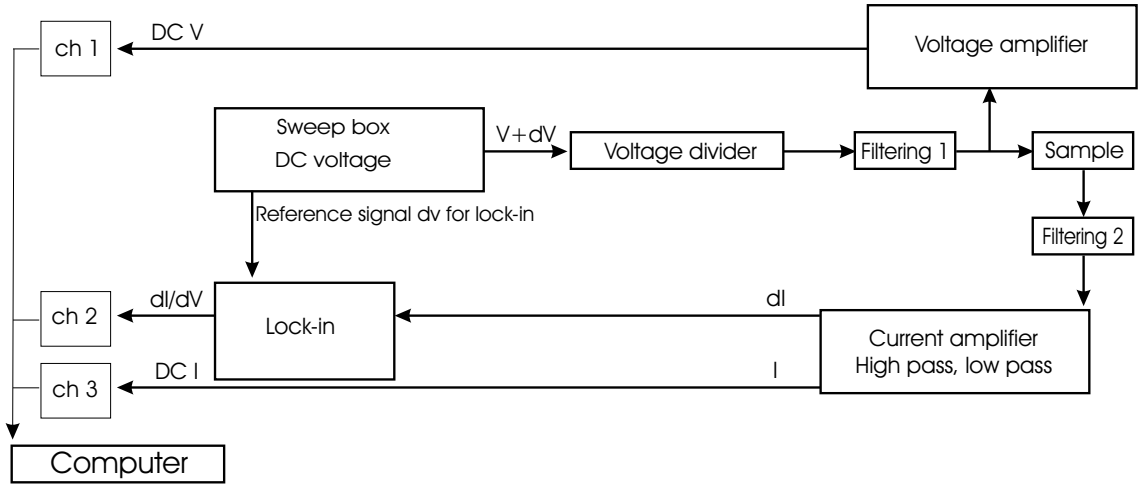 DC V
ch 1
Voltage amplifier
Sweep box
DC voltage
V+dV
Voltage divider
Filtering 1
Sample
Reference signal dv for lock-in
Filtering 2
dI/dV
dI
ch 2
Lock-in
Current amplifier
High pass, low pass
DC I
I
ch 3
Computer